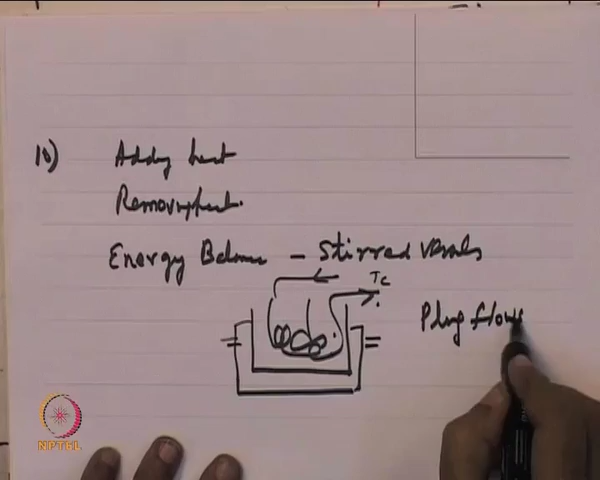 10) Adding heat
Removing heat.
Energy Balance - Stirred Vessels
Tc
Plug flow
NPTEL